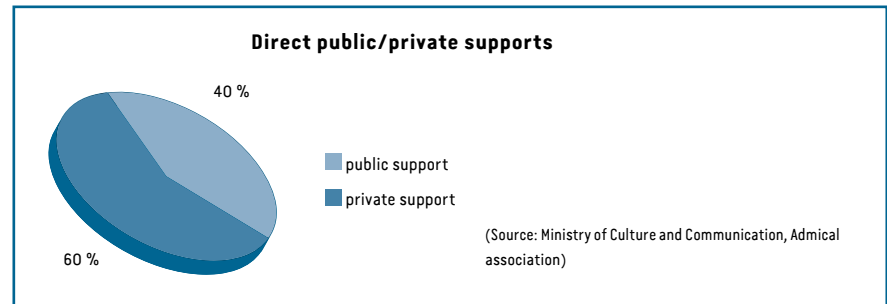 Direct public/private supports
40 %
public support
private support
(Source: Ministry of Culture and Communication, Admical
association)
60 %